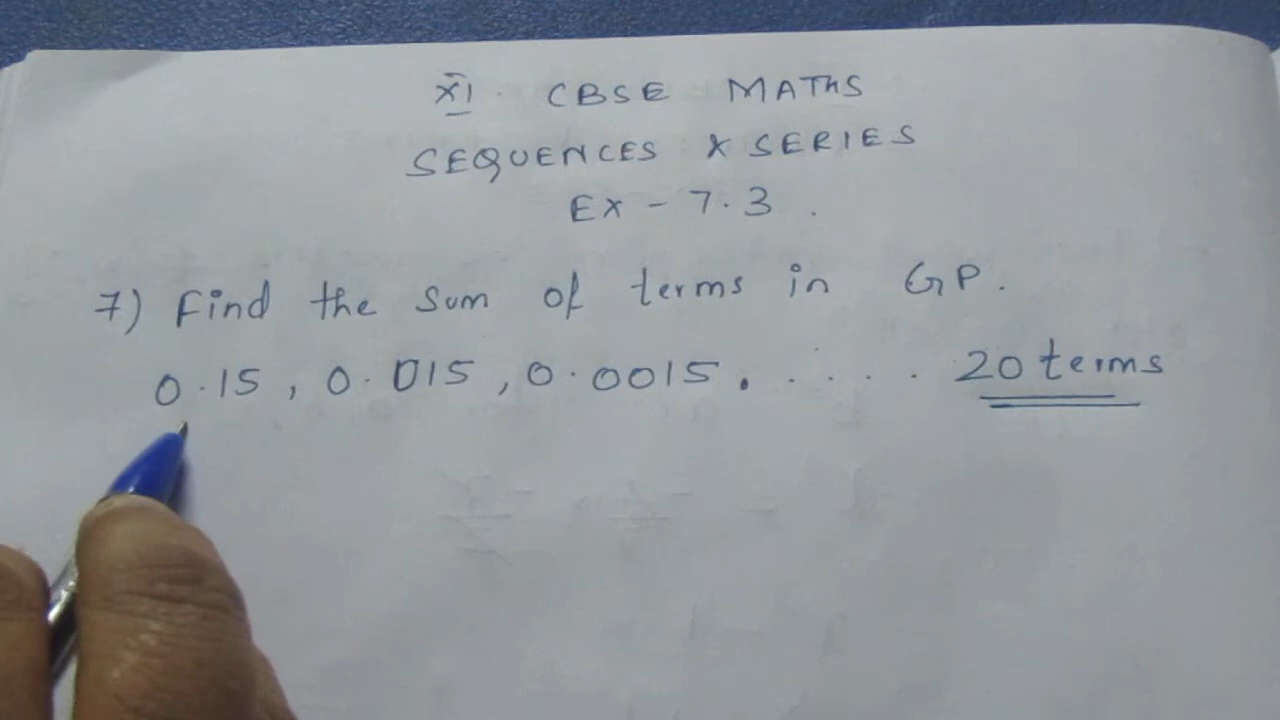 XI CBSE MATHS
SEQUENCES & SERIES
EX - 7.3.
7) Find the sum of terms in GP.
0.15, 0.015, 0.0015. . . . . 20 terms